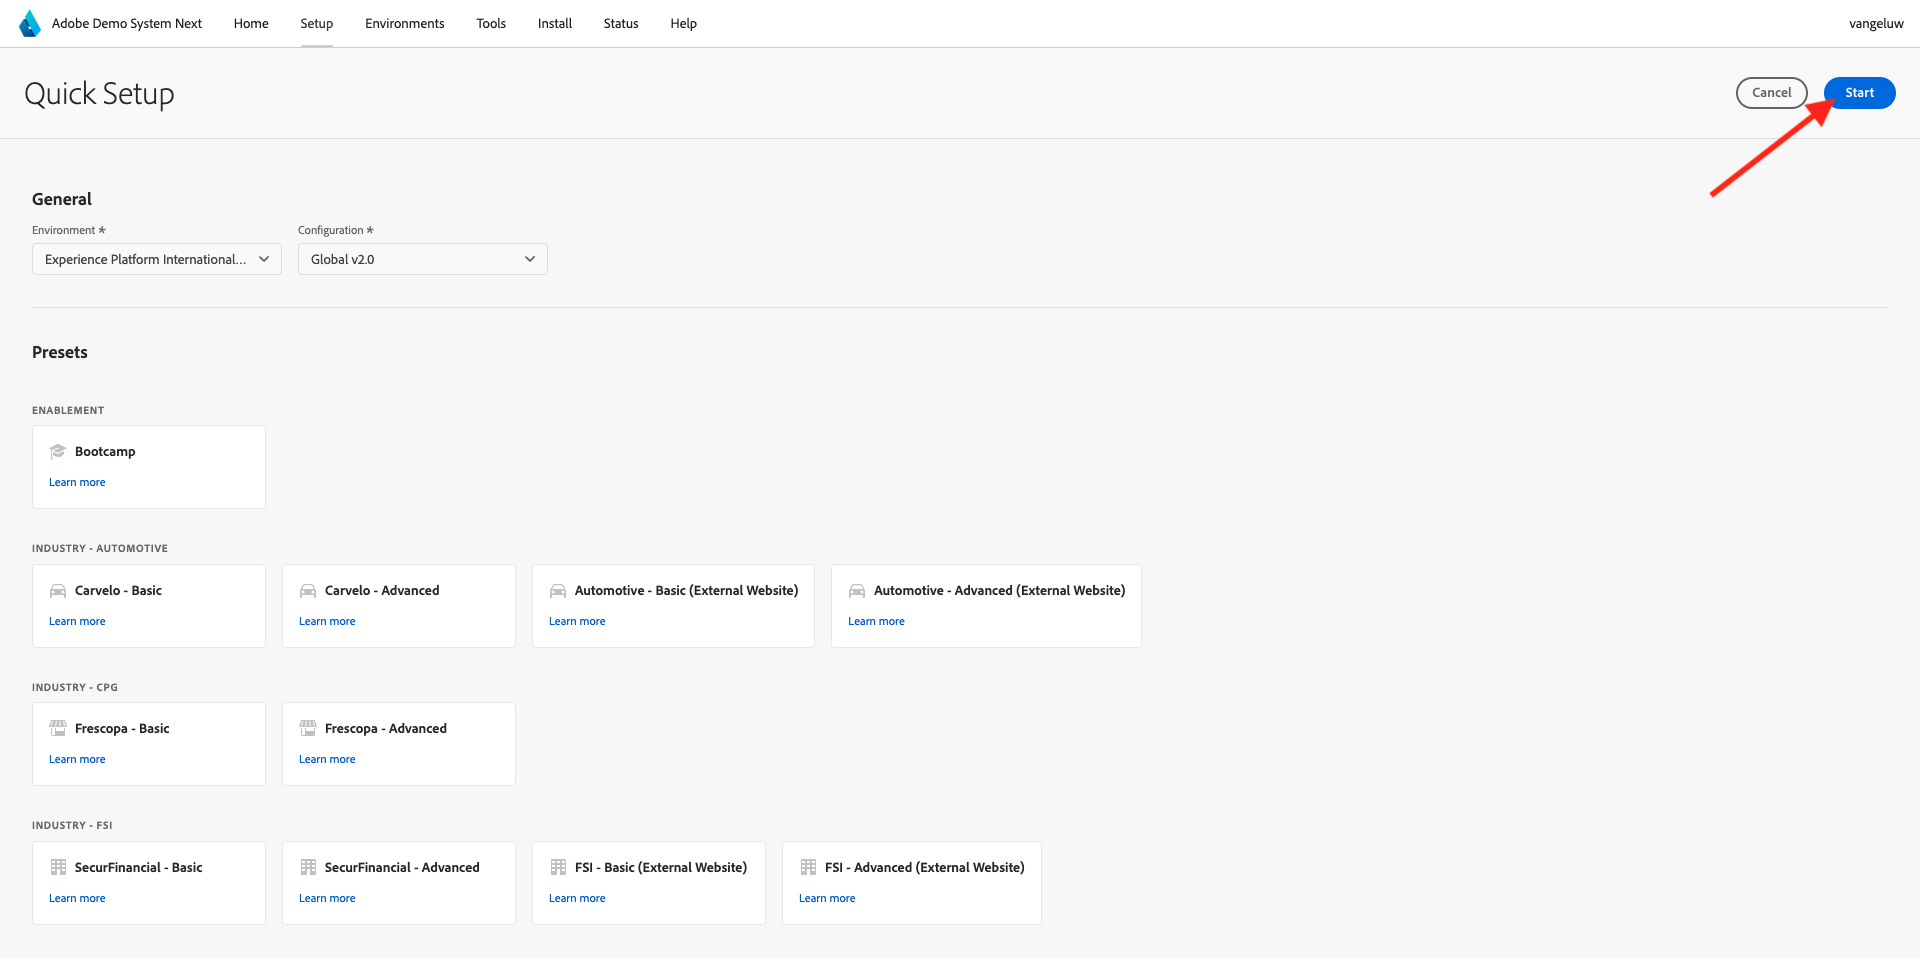 Adobe Demo System Next Home Setup Environments Tools Install Status Help vangeluw
Quick Setup
Cancel Start
General
Environment * Configuration *
Experience Platform International... Global v2.0
Presets
ENABLEMENT
Bootcamp
Learn more
INDUSTRY - AUTOMOTIVE
Carvelo - Basic Carvelo - Advanced Automotive - Basic (External Website) Automotive - Advanced (External Website)
Learn more Learn more Learn more Learn more
INDUSTRY - CPG
Frescopa - Basic Frescopa - Advanced
Learn more Learn more
INDUSTRY - FSI
SecurFinancial - Basic SecurFinancial - Advanced FSI - Basic (External Website) FSI - Advanced (External Website)
Learn more Learn more Learn more Learn more